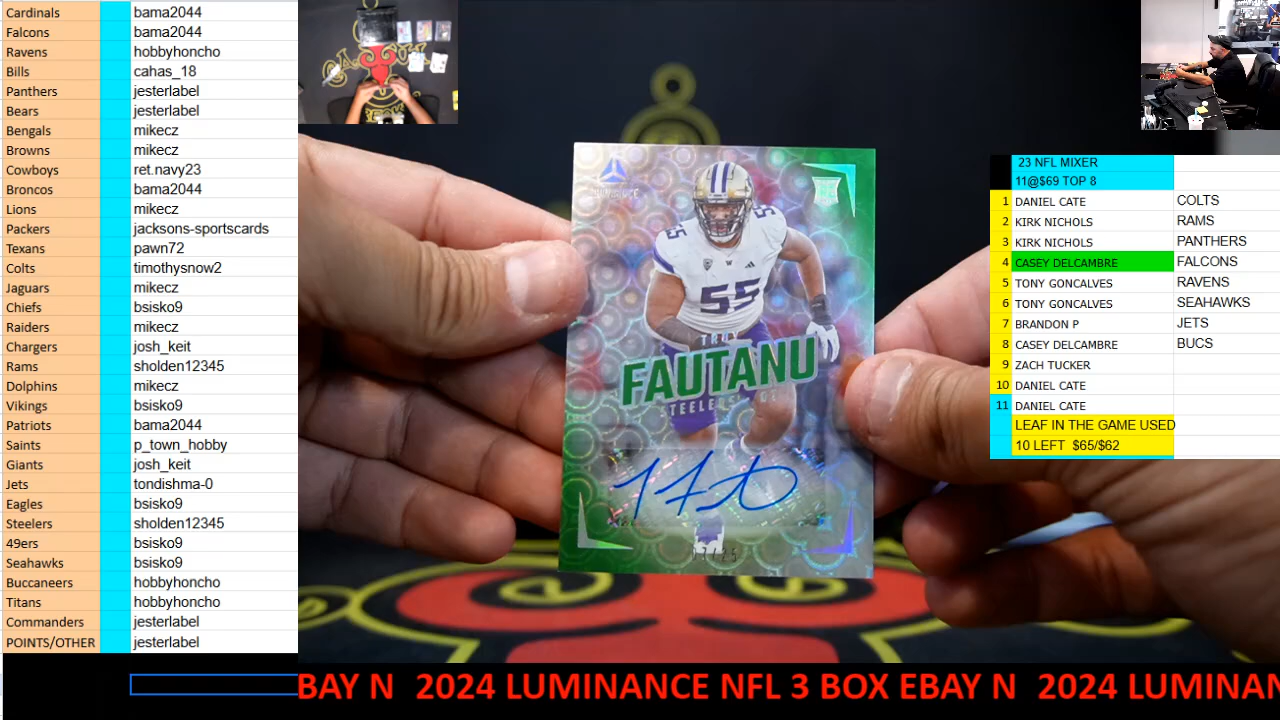 Cardinals bama2044
Falcons bama2044
Ravens hobbyhoncho
Bills cahas_18
Panthers jesterlabel
Bears jesterlabel
Bengals mikecz
Browns mikecz
Cowboys ret.navy23
Broncos bama2044
Lions mikecz
Packers jacksons-sportscards
Texans pawn72
Colts timothysnow2
Jaguars mikecz
Chiefs bsisko9
Raiders mikecz
Chargers josh_keit
Rams sholden12345
Dolphins mikecz
Vikings bsisko9
Patriots bama2044
Saints p_town_hobby
Giants josh_keit
Jets tondishma-0
Eagles bsisko9
Steelers sholden12345
49ers bsisko9
Seahawks bsisko9
Buccaneers hobbyhoncho
Titans hobbyhoncho
Commanders jesterlabel
POINTS/OTHER jesterlabel
LUMINANCE
55
55
TROY
FAUTANU
STEELERS
23 NFL MIXER
11@$69 TOP 8
1 DANIEL CATE COLTS
2 KIRK NICHOLS RAMS
3 KIRK NICHOLS PANTHERS
4 CASEY DELCAMBRE FALCONS
5 TONY GONCALVES RAVENS
6 TONY GONCALVES SEAHAWKS
7 BRANDON P JETS
8 CASEY DELCAMBRE BUCS
9 ZACH TUCKER
10 DANIEL CATE
11 DANIEL CATE
LEAF IN THE GAME USED
10 LEFT $65/$62
BAY N 2024 LUMINANCE NFL 3 BOX EBAY N 2024 LUMINAN